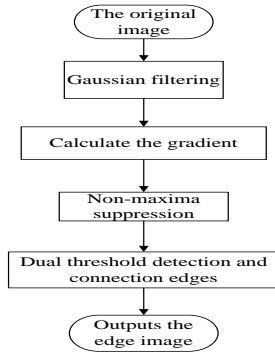 The original
image
Gaussian filtering
Calculate the gradient
Non-maxima
suppression
Dual threshold detection and
connection edges
Outputs the
edge image